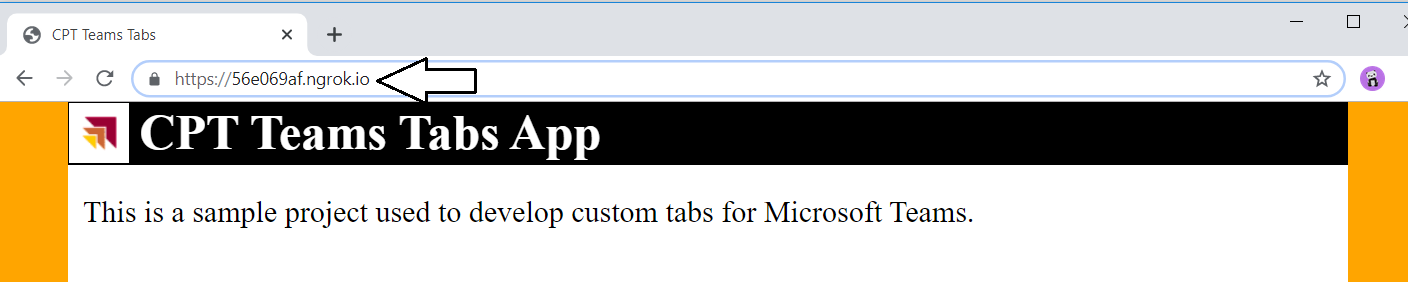 CPT Teams Tabs
https://56e069af.ngrok.io
CPT Teams Tabs App
This is a sample project used to develop custom tabs for Microsoft Teams.